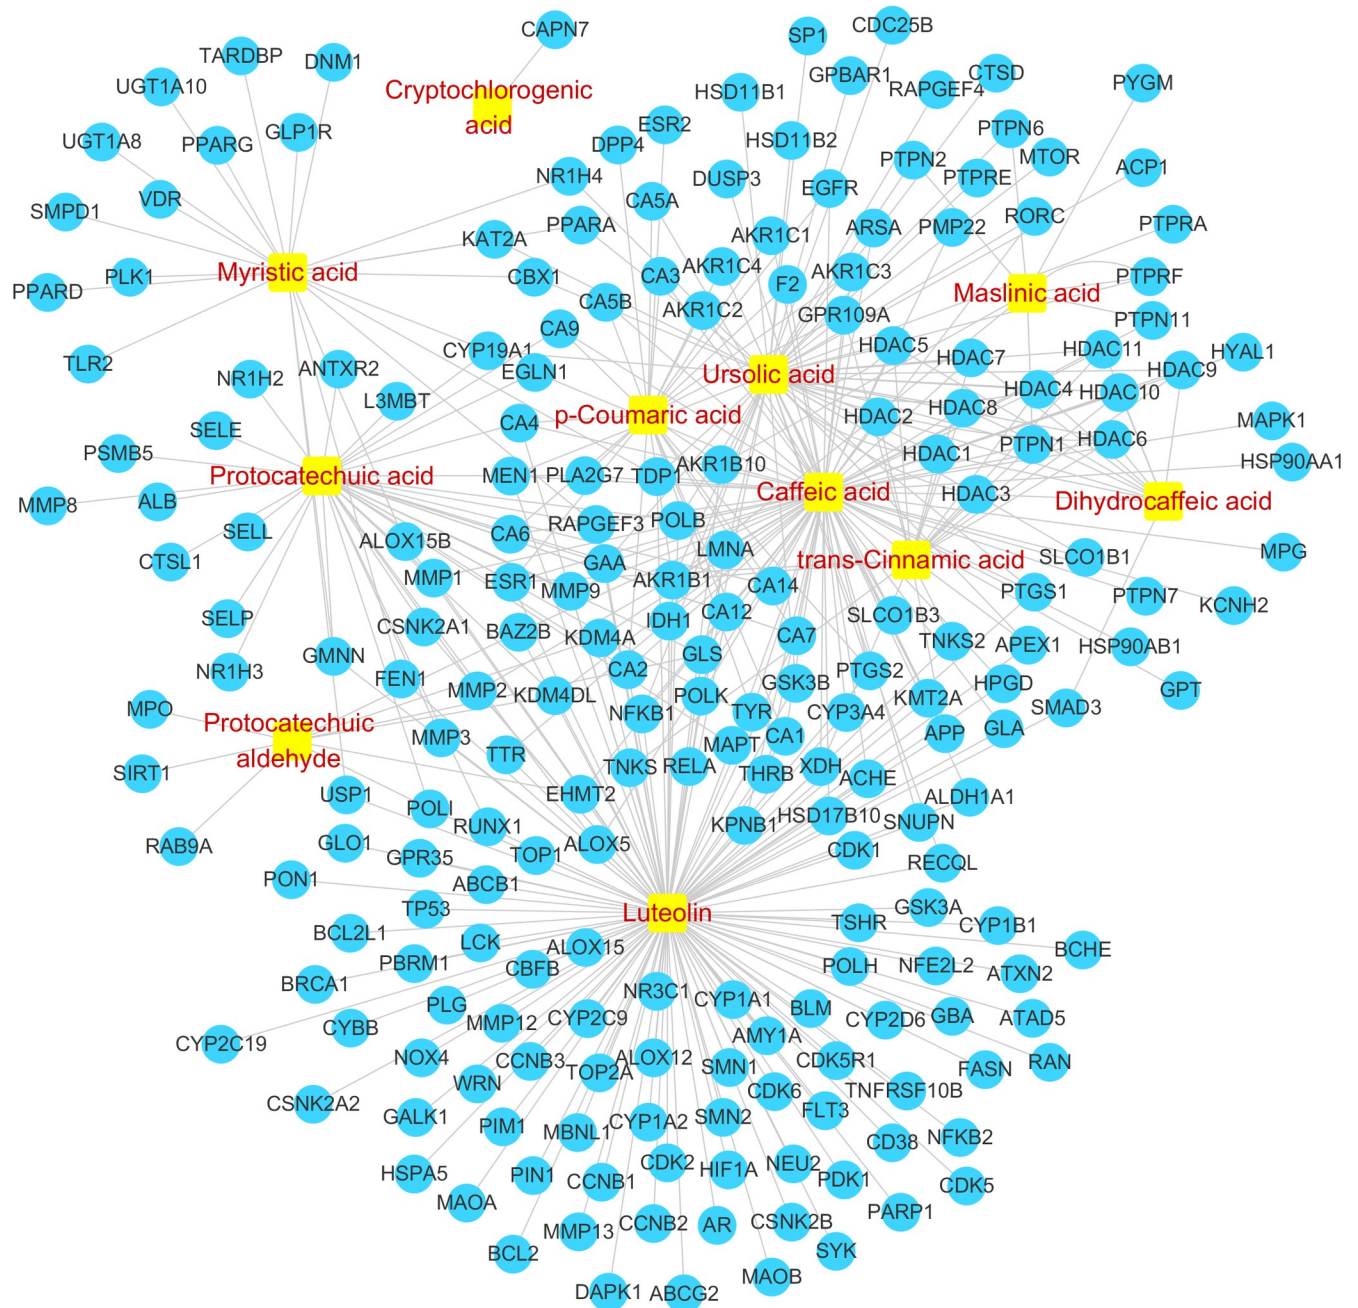 CAPN7
SP1
CDC25B
TARDBP
DNM1
UGT1A10
Cryptochlorogenic
acid
HSD11B1
GPBAR1
RAPGEF4
CTSD
PYGM
UGT1A8
PPARG
GLP1R
ESR2
DPP4
HSD11B2
PTPN6
MTOR
NR1H4
DUSP3
EGFR
PTPN2
PTPRE
ACP1
SMPD1
VDR
CA5A
KAT2A
PPARA
AKR1C1
ARSA
PMP22
RORC
PTPRA
Myristic acid
PPARD
PLK1
CBX1
CA3
AKR1C4
F2
AKR1C3
Maslinic acid
PTPRF
CA5B
AKR1C2
GPR109A
PTPN11
TLR2
ANTXR2
CYP19A1
CA9
HDAC5
HDAC7
HDAC11
HYAL1
NR1H2
L3MBT
EGLN1
Ursolic acid
HDAC4
HDAC10
HDAC9
SELE
CA4
p-Coumaric acid
HDAC2
HDAC8
HDAC6
MAPK1
PSMB5
Protocatechuic acid
MEN1
PLA2G7
TDP1
AKR1B10
HDAC1
PTPN1
HSP90AA1
MMP8
ALB
Caffeic acid
HDAC3
Dihydrocaffeic acid
CTSL1
SELL
ALOX15B
CA6
RAPGEF3
POLB
LMNA
trans-Cinnamic acid
SLCO1B1
MPG
MMP1
ESR1
GAA
MMP9
AKR1B1
CA14
PTGS1
PTPN7
KCNH2
SELP
CSNK2A1
BAZ2B
KDM4A
IDH1
CA12
CA7
SLCO1B3
TNKS2
APEX1
HSP90AB1
NR1H3
GMNN
FEN1
MMP2
KDM4DL
CA2
GLS
GSK3B
PTGS2
KMT2A
HPGD
GPT
MPO
Protocatechuic
aldehyde
NFKB1
POLK
TYR
CYP3A4
SMAD3
SIRT1
MMP3
TTR
TNKS
RELA
MAPT
CA1
APP
GLA
THRB
XDH
ACHE
USP1
POLI
EHMT2
ALDH1A1
RAB9A
GLO1
RUNX1
KPNB1
HSD17B10
SNUPN
GPR35
TOP1
ALOX5
CDK1
RECQL
PON1
ABCB1
TP53
Luteolin
GSK3A
BCL2L1
LCK
TSHR
CYP1B1
BRCA1
PBRM1
CBFB
ALOX15
POLH
NFE2L2
ATXN2
BCHE
CYP2C19
CYBB
PLG
MMP12
CYP2C9
NR3C1
CYP1A1
BLM
CYP2D6
GBA
ATAD5
NOX4
CCNB3
AMY1A
CSNK2A2
WRN
TOP2A
ALOX12
SMN1
CDK5R1
FASN
RAN
GALK1
PIM1
MBNL1
CYP1A2
SMN2
CDK6
FLT3
TNFRSF10B
HSPA5
PIN1
CDK2
HIF1A
NEU2
CD38
NFKB2
MAOA
CCNB1
PDK1
CDK5
BCL2
MMP13
CCNB2
AR
CSNK2B
SYK
PARP1
DAPK1
ABCG2
MAOB